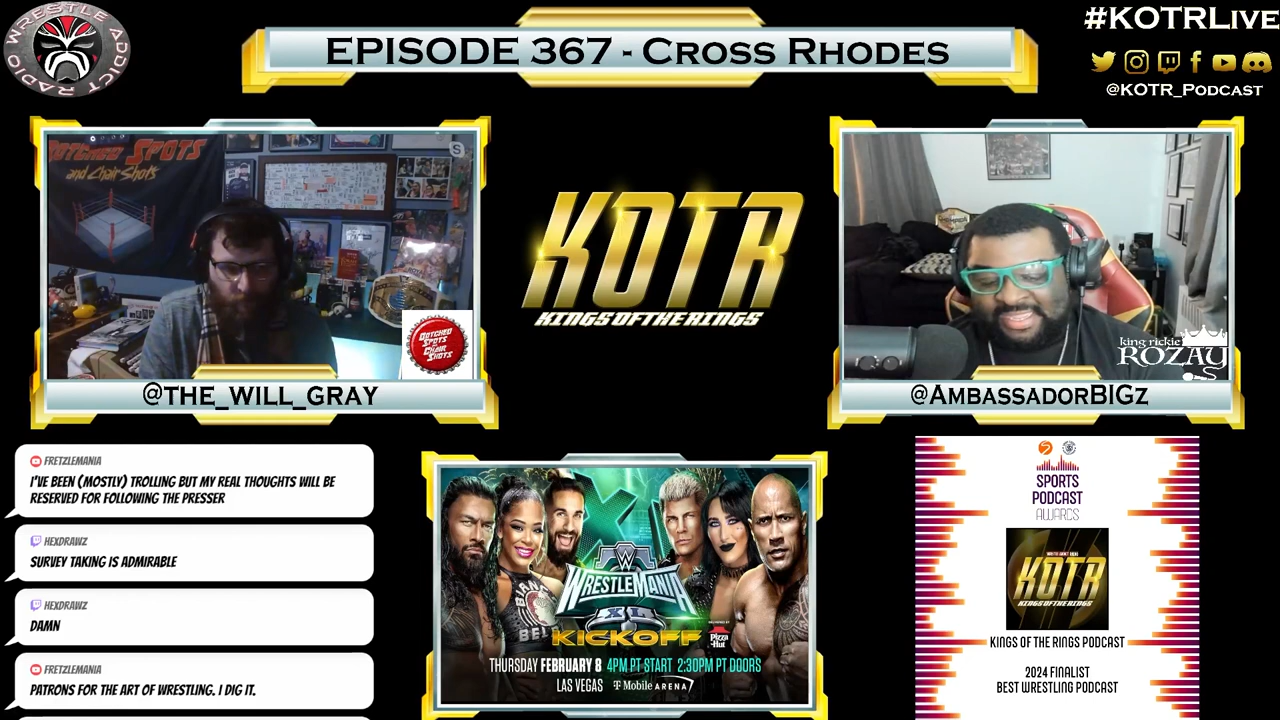 WRESTLE ADDICT RADIO
EPISODE 367 - Cross Rhodes
#KOTRLive
@KOTR_Podcast
BOTCHED SPOTS
and Chair Shots
BOTCHED
SPOTS
CHAIR
SHOTS
@THE_WILL_GRAY
KOTR
KINGS OF THE RINGS
king rickie
ROZAY
@AmbassadorBIGz
FRETZLEMANIA
I'VE BEEN (MOSTLY) TROLLING BUT MY REAL THOUGHTS WILL BE
RESERVED FOR FOLLOWING THE PRESSER
HEXDRAWZ
SURVEY TAKING IS ADMIRABLE
HEXDRAWZ
DAMN
FRETZLEMANIA
PATRONS FOR THE ART OF WRESTLING. I DIG IT.
WRESTLEMANIA
XL
KICKOFF
Pizza
Hut
THURSDAY FEBRUARY 8 4PM PT START 2:30PM PT DOORS
LAS VEGAS T Mobile ARENA
SPORTS
PODCAST
AWARDS
KOTR
KINGS OF THE RINGS
KINGS OF THE RINGS PODCAST
2024 FINALIST
BEST WRESTLING PODCAST